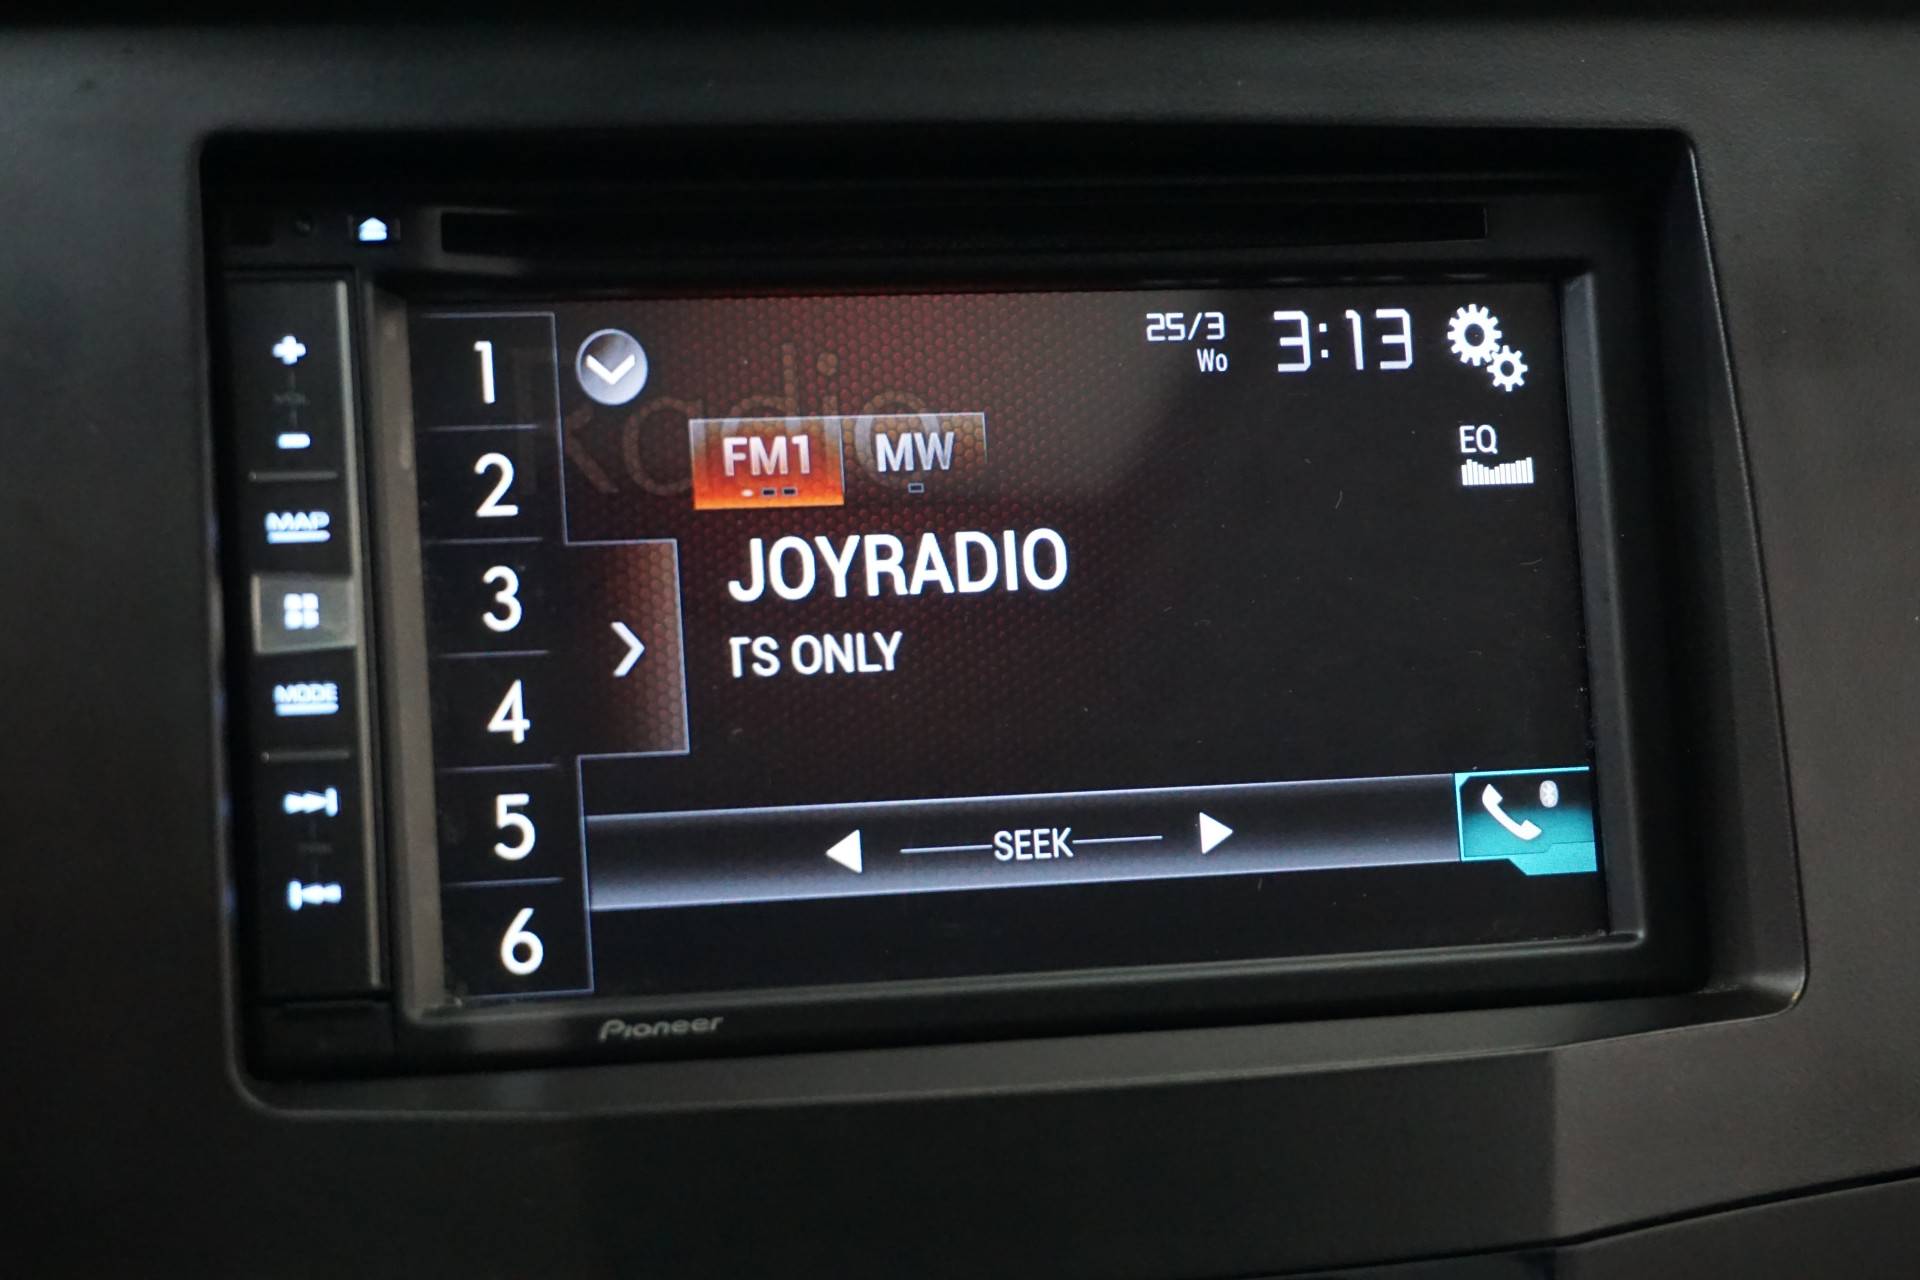 Radio
25/3
Wo
3:13
1
2
3
4
5
6
FM1
MW
EQ
JOYRADIO
TS ONLY
SEEK
VOL
MAP
MODE
Pioneer